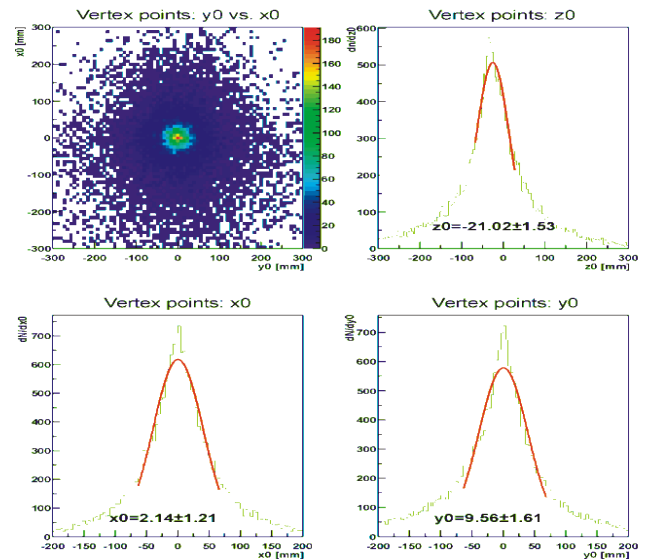 Vertex points: y0 vs. x0
x0 [mm]
300
200
100
0
-100
-200
-300
-300 -200 -100 0 100 200 300
y0 [mm]
180
160
140
120
100
80
60
40
20
0
Vertex points: z0
dn/dz0
600
500
400
300
200
100
0
z0=-21.02±1.53
-300 -200 -100 0 100 200 300
z0 [mm]
Vertex points: x0
dN/dx0
700
600
500
400
300
200
100
0
x0=2.14±1.21
-200 -150 -100 -50 0 50 100 150 200
x0 [mm]
Vertex points: y0
dN/dy0
700
600
500
400
300
200
100
0
y0=9.56±1.61
-200 -150 -100 -50 0 50 100 150 200
y0 [mm]